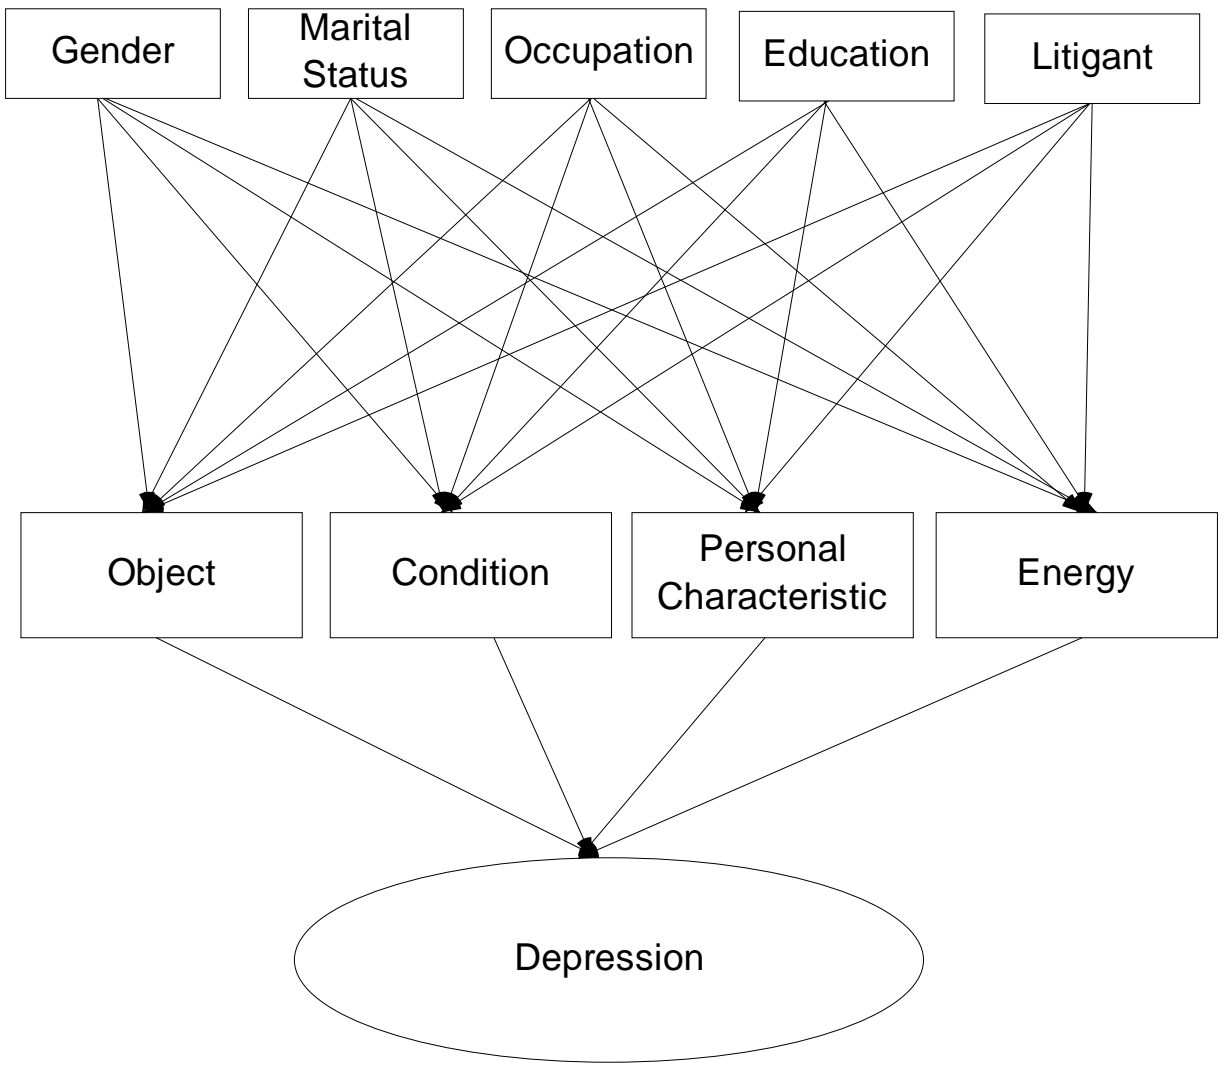 Gender
Marital
Status
Occupation
Education
Litigant
Object
Condition
Personal
Characteristic
Energy
Depression